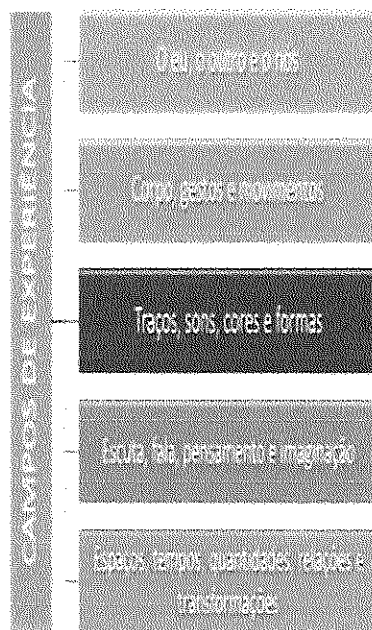 CAMPOS DE EXPERIÊNCIA
O eu, o outro e o nós
Corpo, gestos e movimentos
Traços, sons, cores e formas
Escuta, fala, pensamento e imaginação
Espaços, tempos, quantidades, relações e
transformações